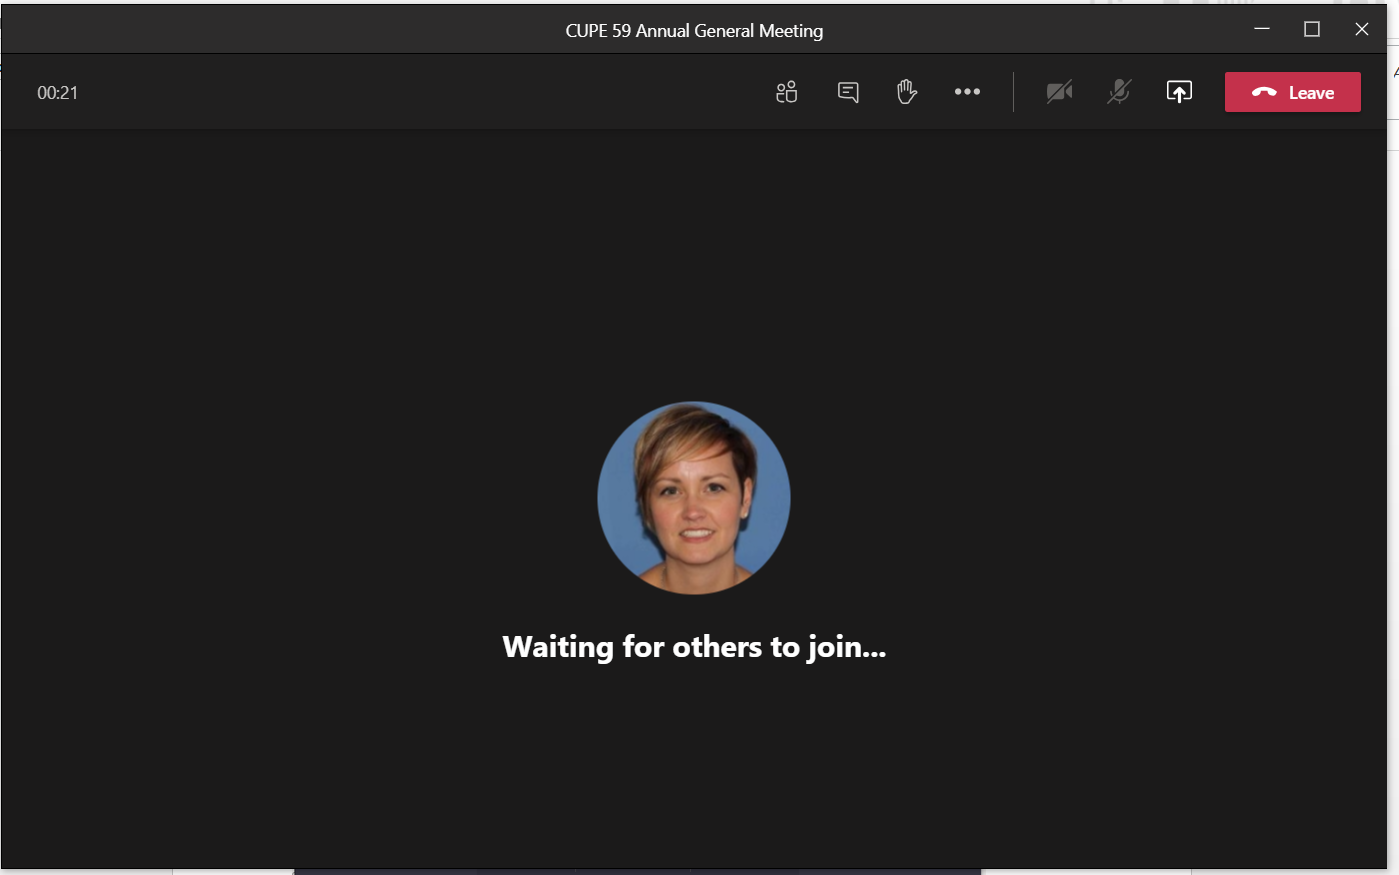 CUPE 59 Annual General Meeting
00:21
Leave
Waiting for others to join...